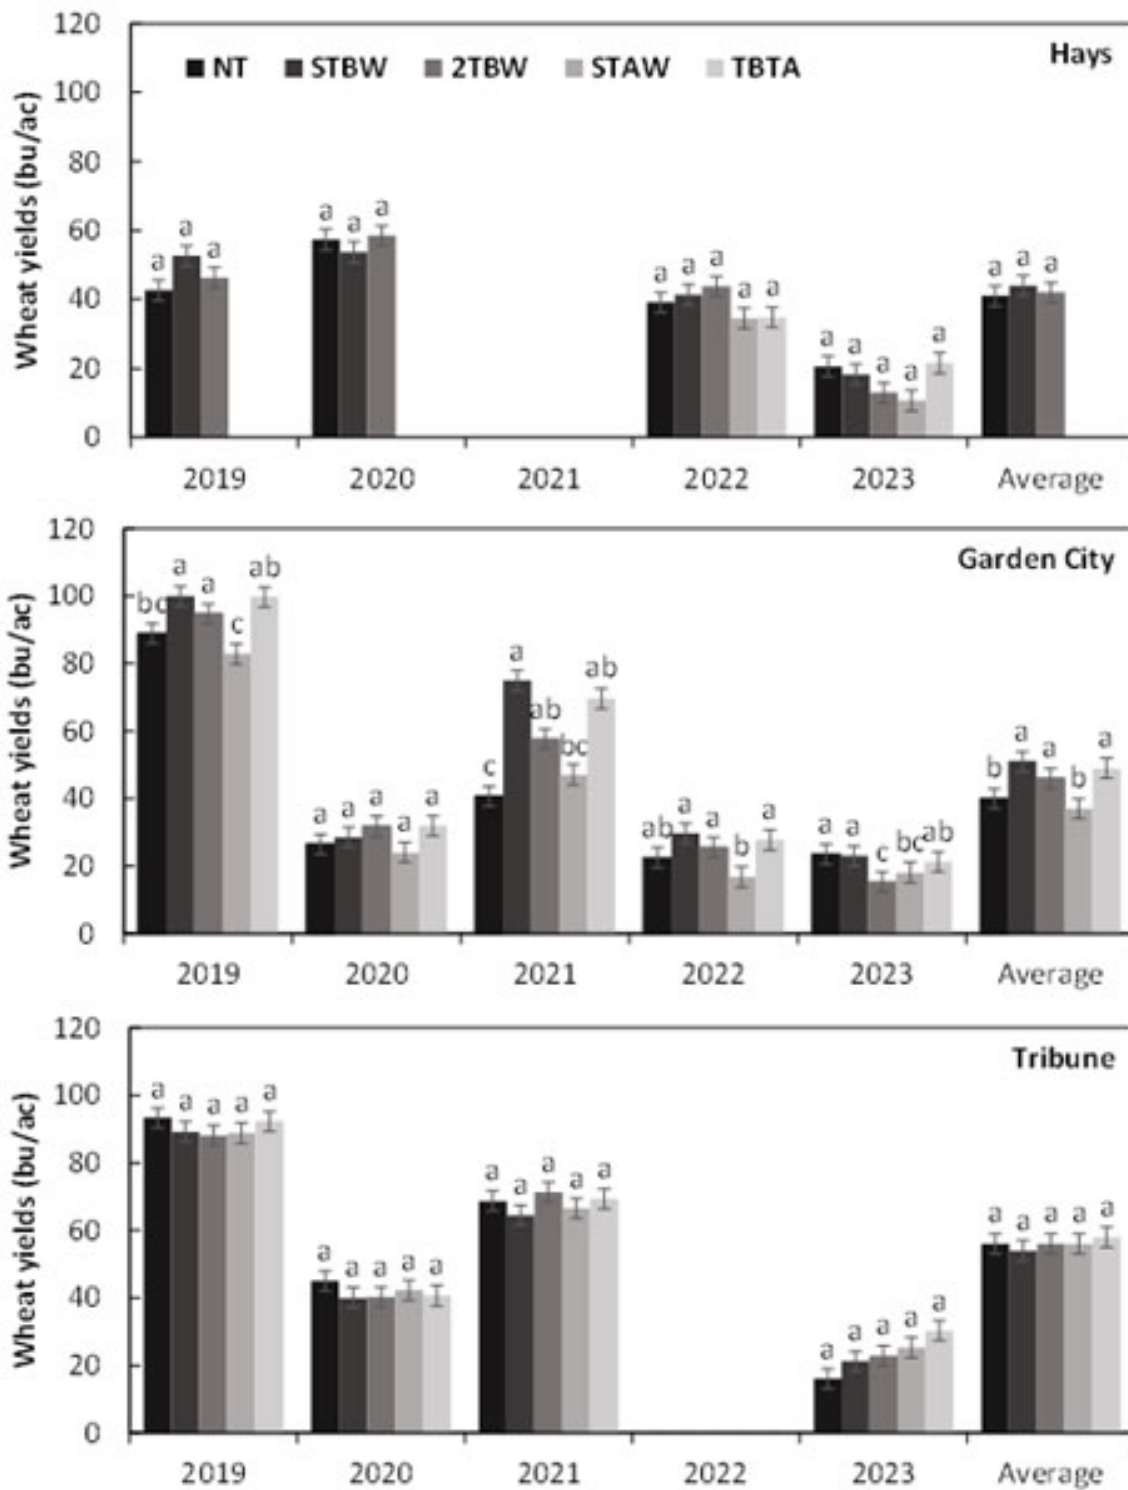 120
NT STBW 2TBW STAW TBTA
Hays
100
80
60
40
20
0
Wheat yields (bu/ac)
a a a
a a a
a a a a a
a a a a a
a a a
2019 2020 2021 2022 2023 Average
120
Garden City
100
80
60
40
20
0
Wheat yields (bu/ac)
bc a a c ab
a a a a a
c a ab bc ab
ab a a b a
a a c bc ab
b a a b a
2019 2020 2021 2022 2023 Average
120
Tribune
100
80
60
40
20
0
Wheat yields (bu/ac)
a a a a a
a a a a a
a a a a a
a a a a a
a a a a a
2019 2020 2021 2022 2023 Average